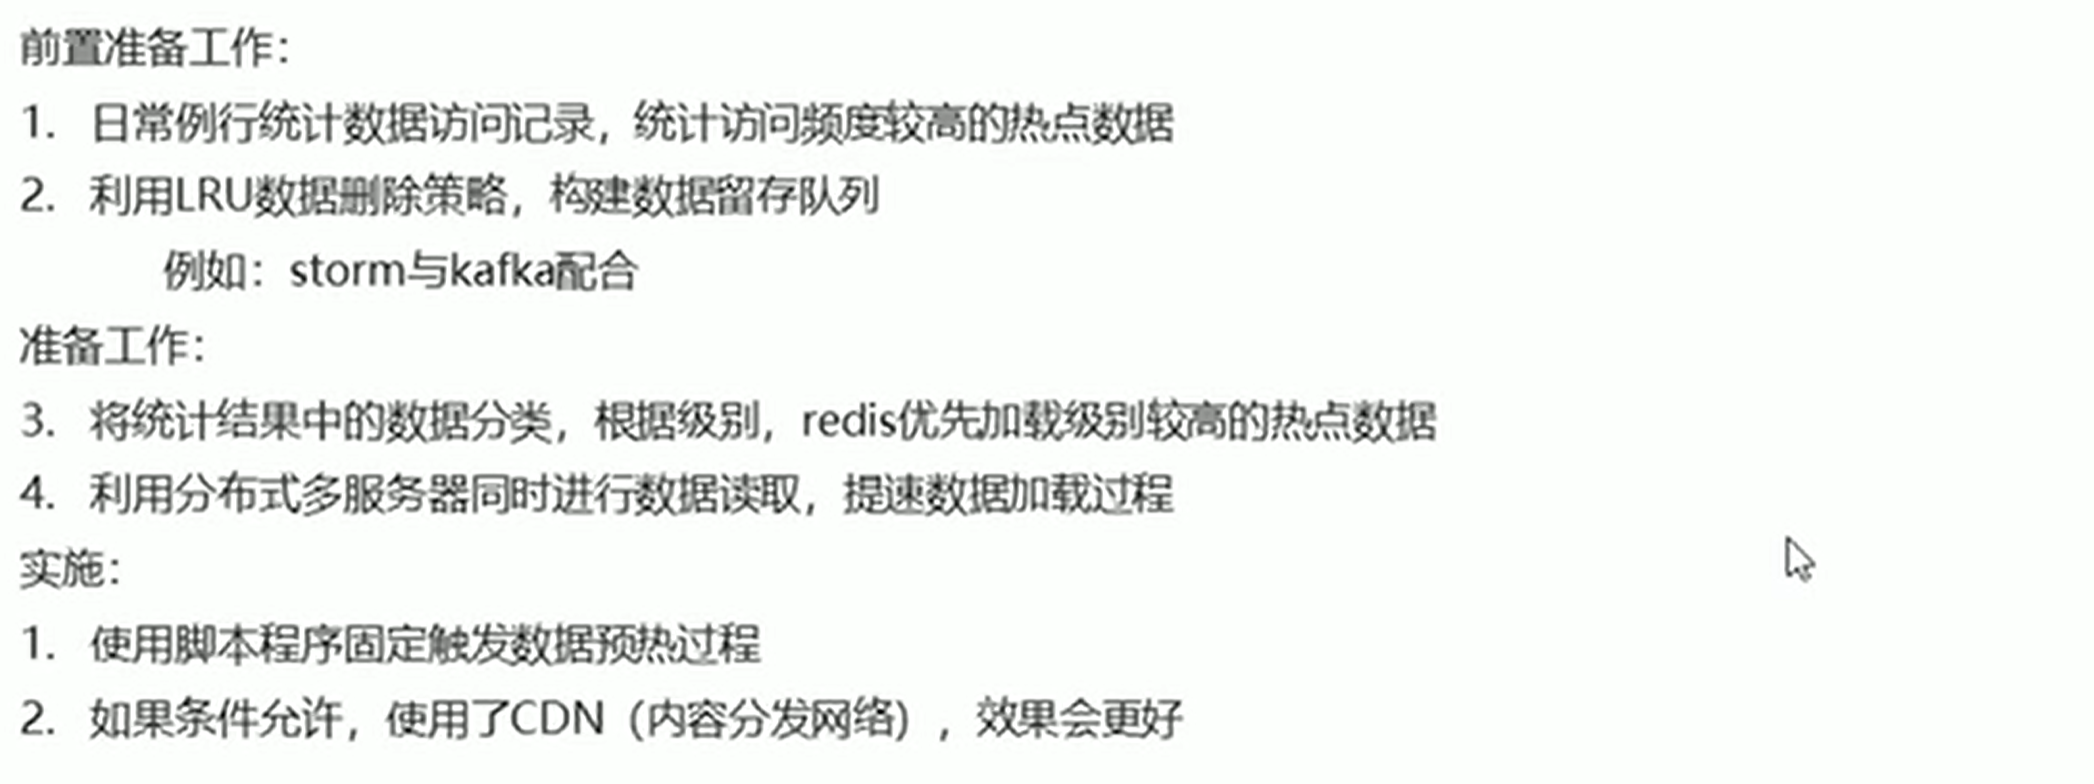 前置准备工作：
1. 日常例行统计数据访问记录，统计访问频度较高的热点数据
2. 利用LRU数据删除策略，构建数据留存队列
例如：storm与kafka配合
准备工作：
3. 将统计结果中的数据分类，根据级别，redis优先加载级别较高的热点数据
4. 利用分布式多服务器同时进行数据读取，提速数据加载过程
实施：
1. 使用脚本程序固定触发数据预热过程
2. 如果条件允许，使用了CDN（内容分发网络），效果会更好